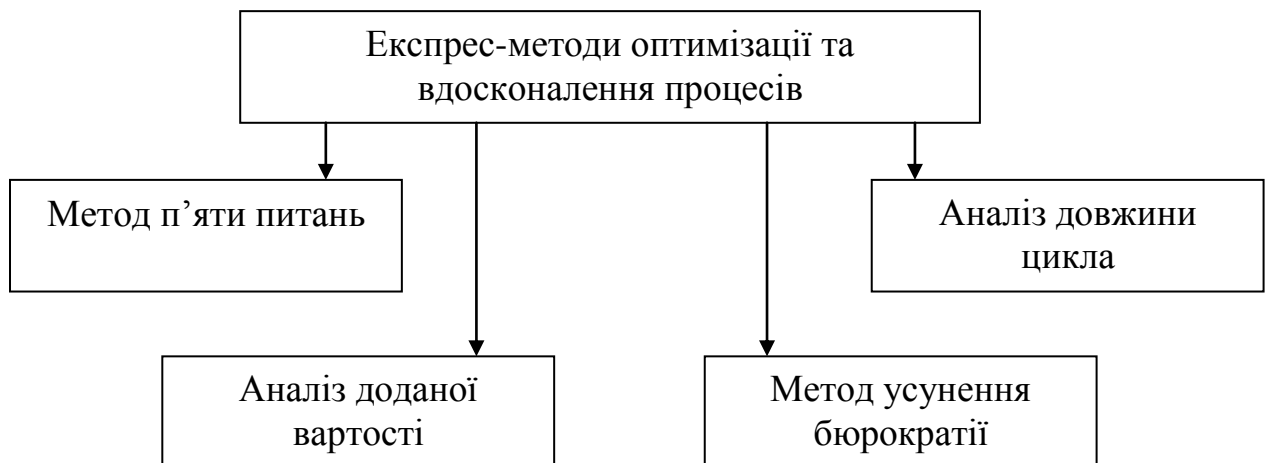 Експрес-методи оптимізації та
вдосконалення процесів
Метод п’яти питань
Аналіз довжини
цикла
Аналіз доданої
вартості
Метод усунення
бюрократії